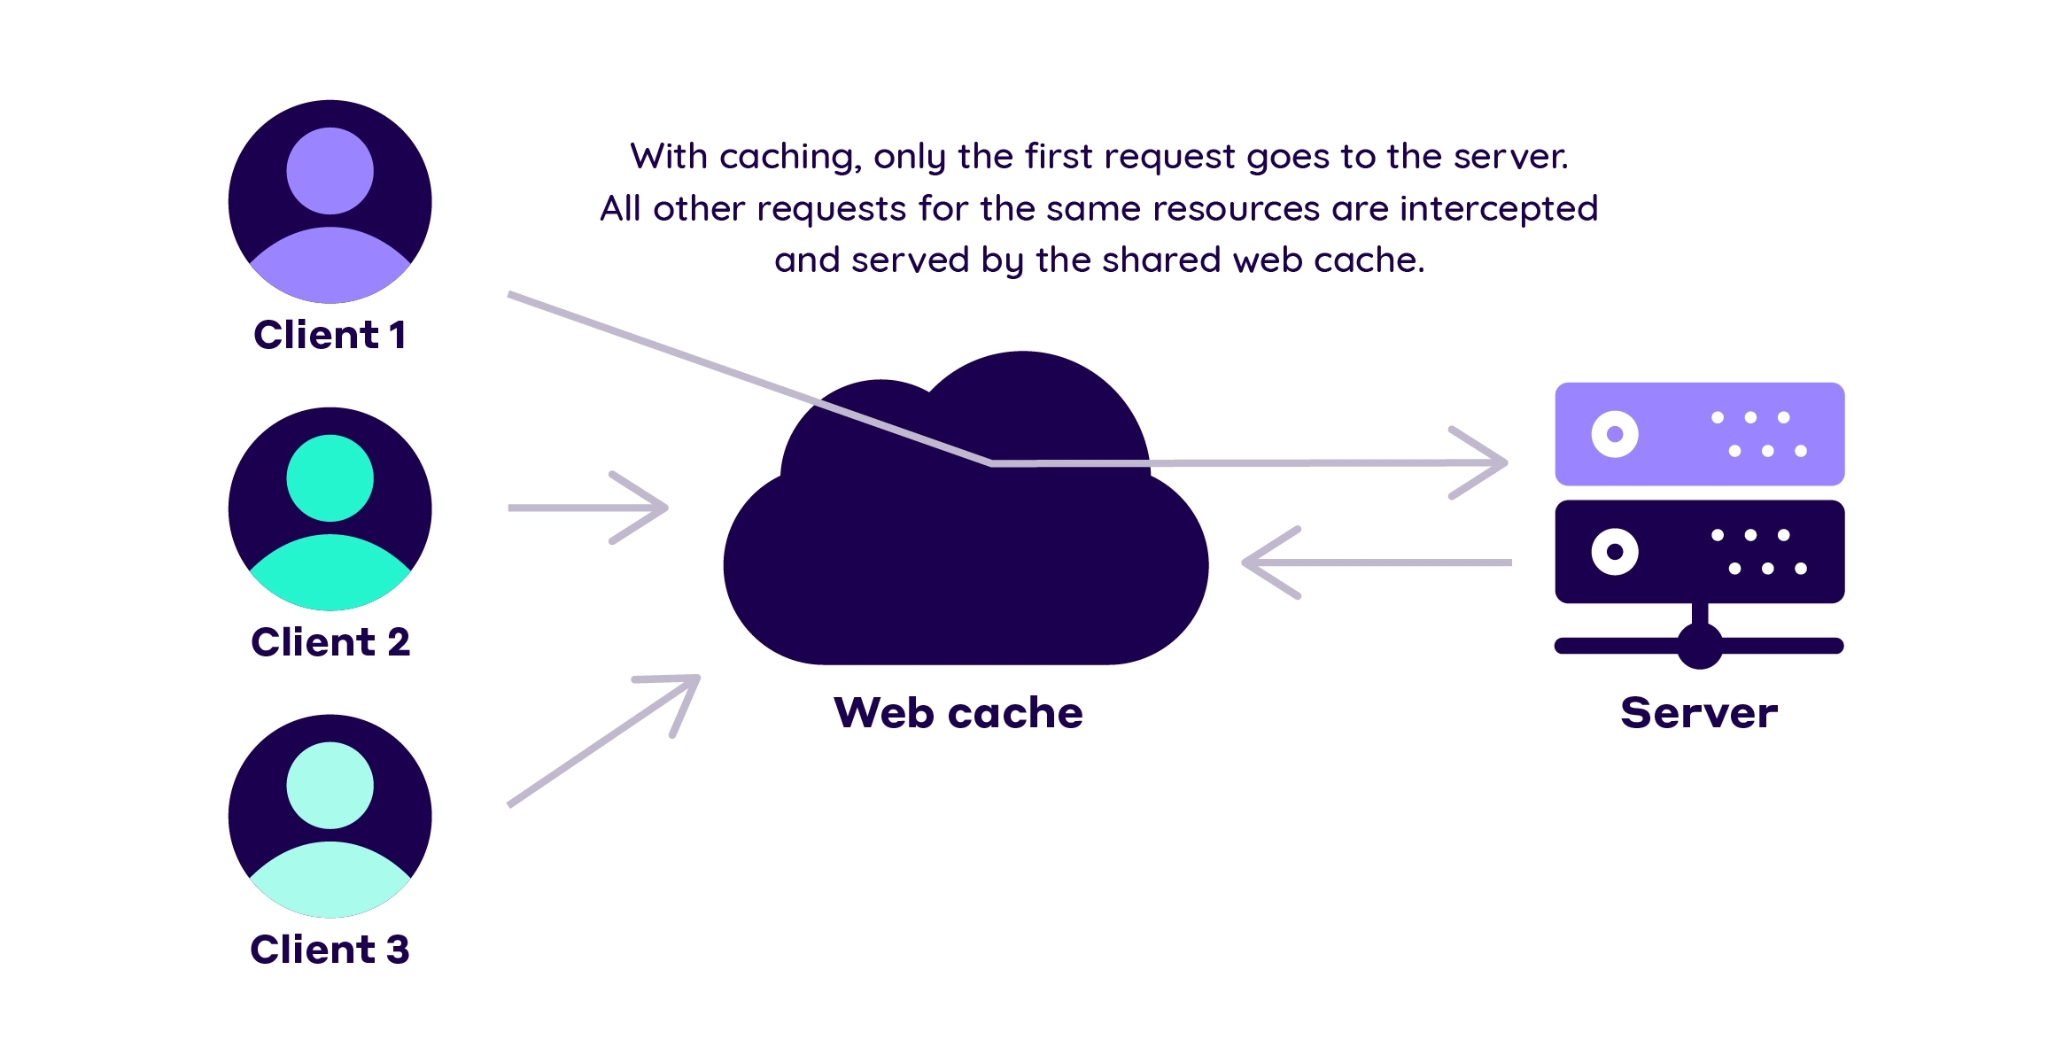 With caching, only the first request goes to the server.
All other requests for the same resources are intercepted
and served by the shared web cache.
Client 1
Client 2
Client 3
Web cache
Server